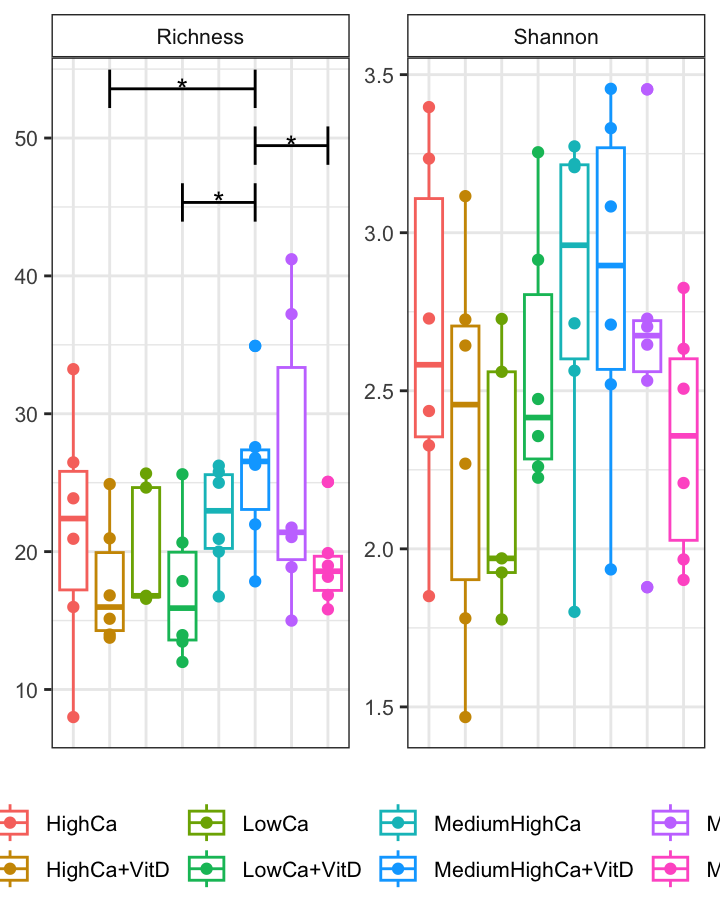 Richness
Shannon
*
*
*
50
40
30
20
10
3.5
3.0
2.5
2.0
1.5
HighCa
LowCa
MediumHighCa
M
HighCa+VitD
LowCa+VitD
MediumHighCa+VitD
M